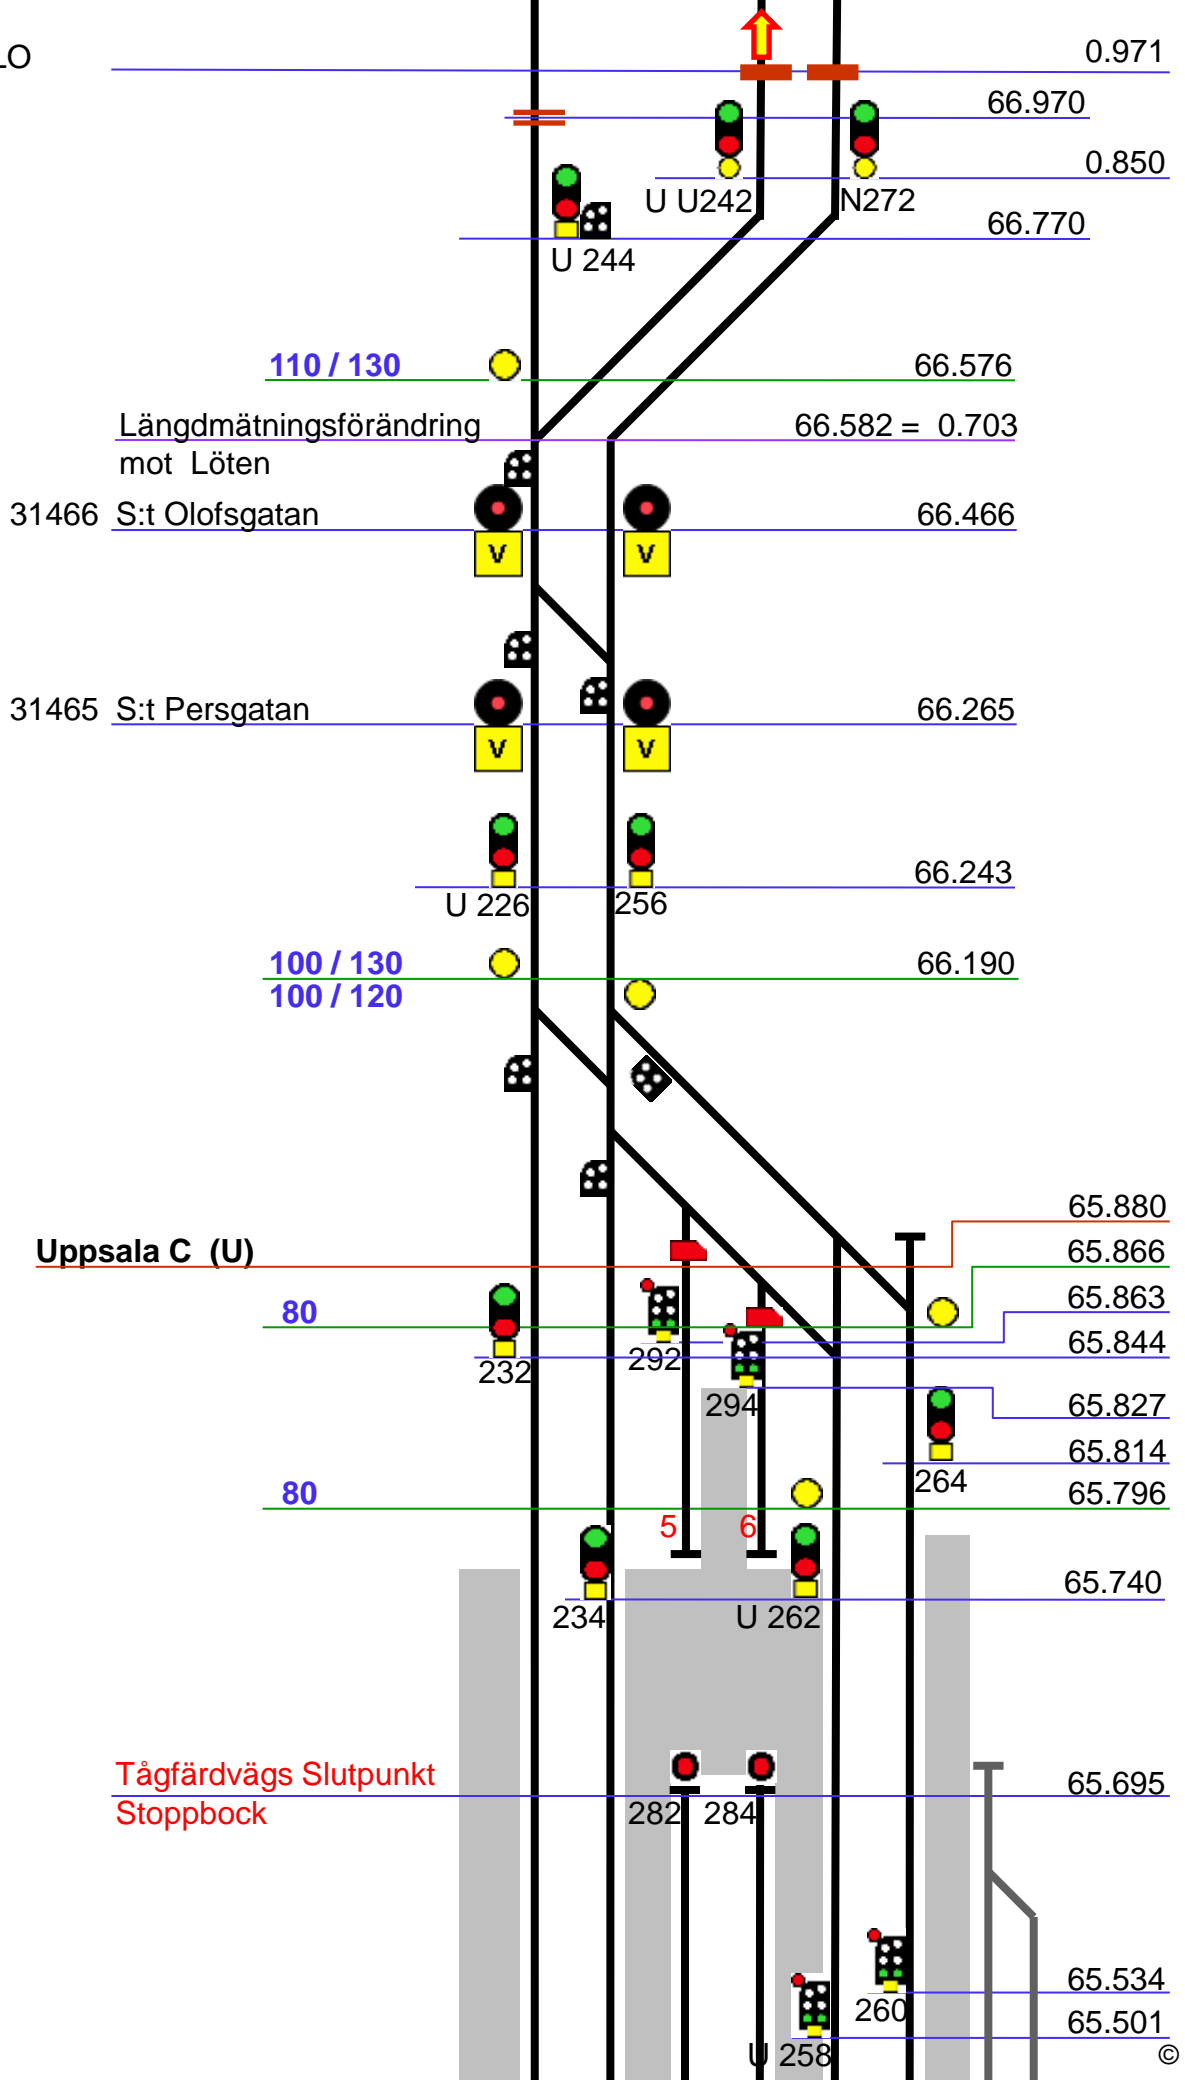 LO
0.971
66.970
0.850
U U242
N272
66.770
U 244
110 / 130
66.576
Längdmätningsförändring
66.582 = 0.703
mot Löten
31466 S:t Olofsgatan
66.466
V V
31465 S:t Persgatan
66.265
V V
66.243
U 226
256
100 / 130
66.190
100 / 120
65.880
Uppsala C (U)
65.866
65.863
80
65.844
292
232
65.827
294
65.814
264
80
65.796
5 6
65.740
234
U 262
Tågfärdvägs Slutpunkt
65.695
Stoppbock
282 284
65.534
260
65.501
U 258
©